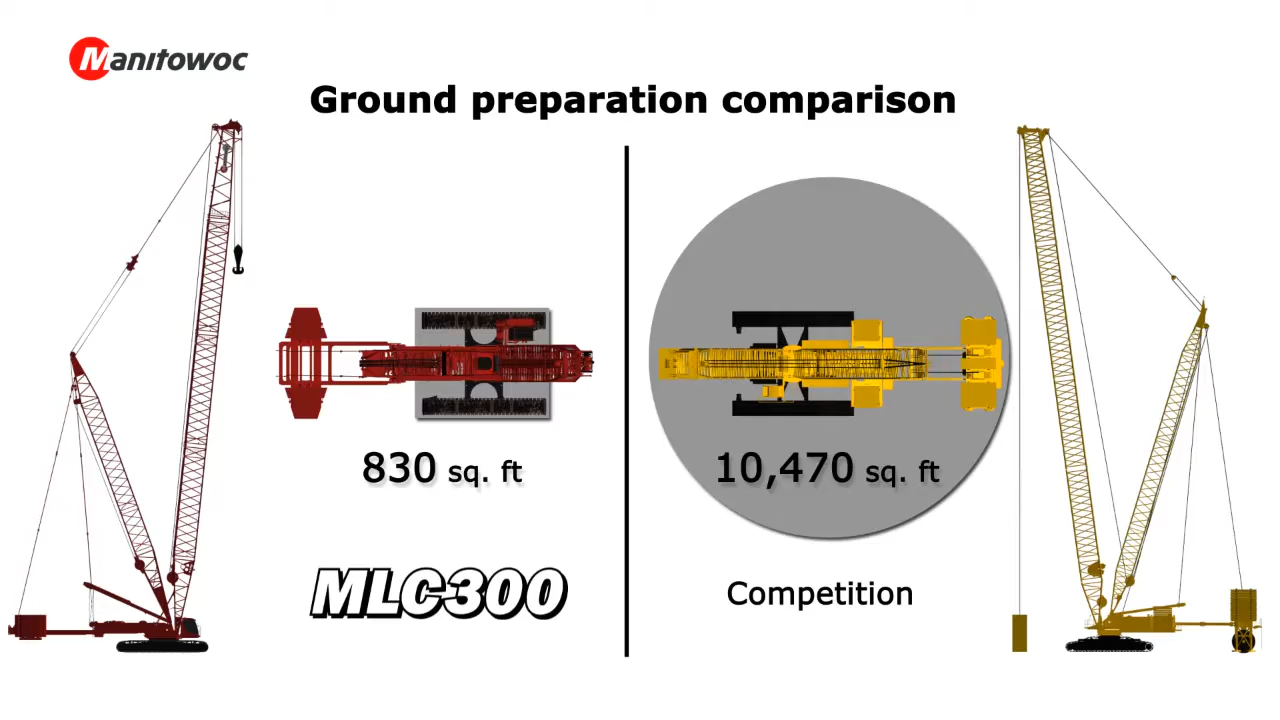 Manitowoc
Ground preparation comparison
830 sq. ft
10,470 sq. ft
MLC300
Competition